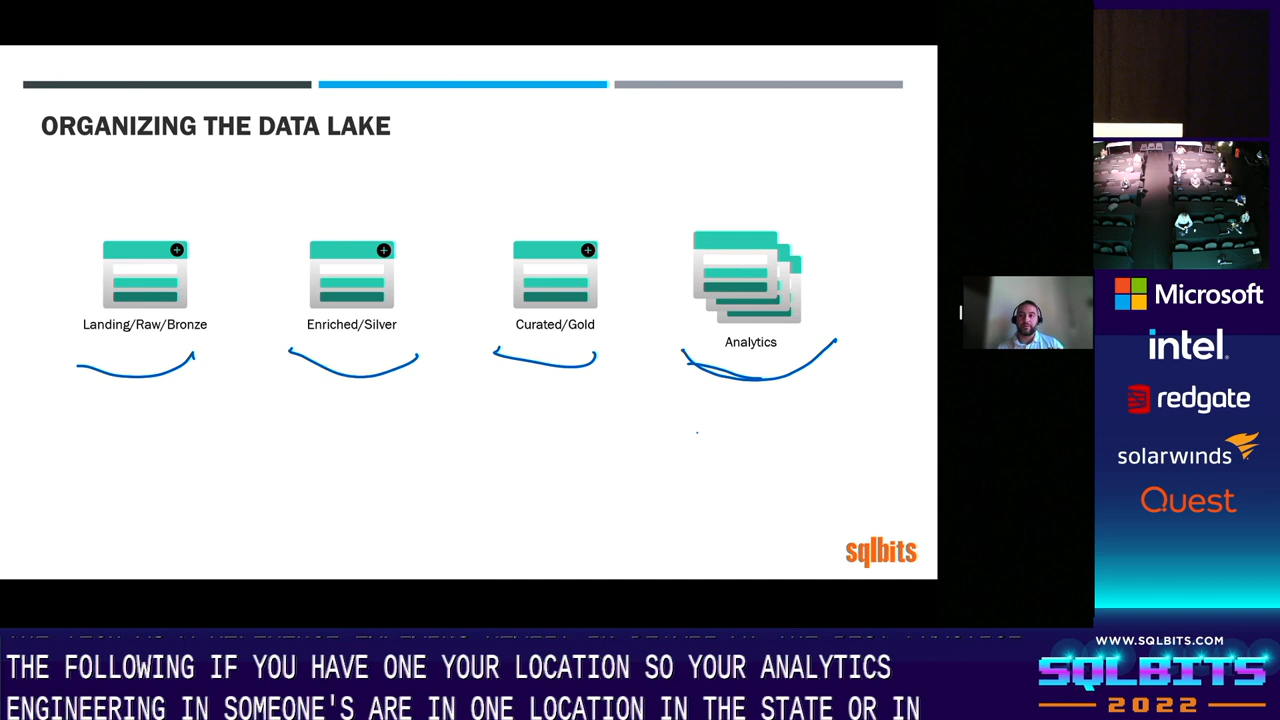 ORGANIZING THE DATA LAKE
Landing/Raw/Bronze
Enriched/Silver
Curated/Gold
Analytics
sqlbits
Microsoft
intel.
redgate
solarwinds
Quest
WWW.SQLBITS.COM
SQLBITS
2022
THE FOLLOWING IF YOU HAVE ONE YOUR LOCATION SO YOUR ANALYTICS
ENGINEERING IN SOMEONE'S ARE IN ONE LOCATION IN THE STATE OR IN